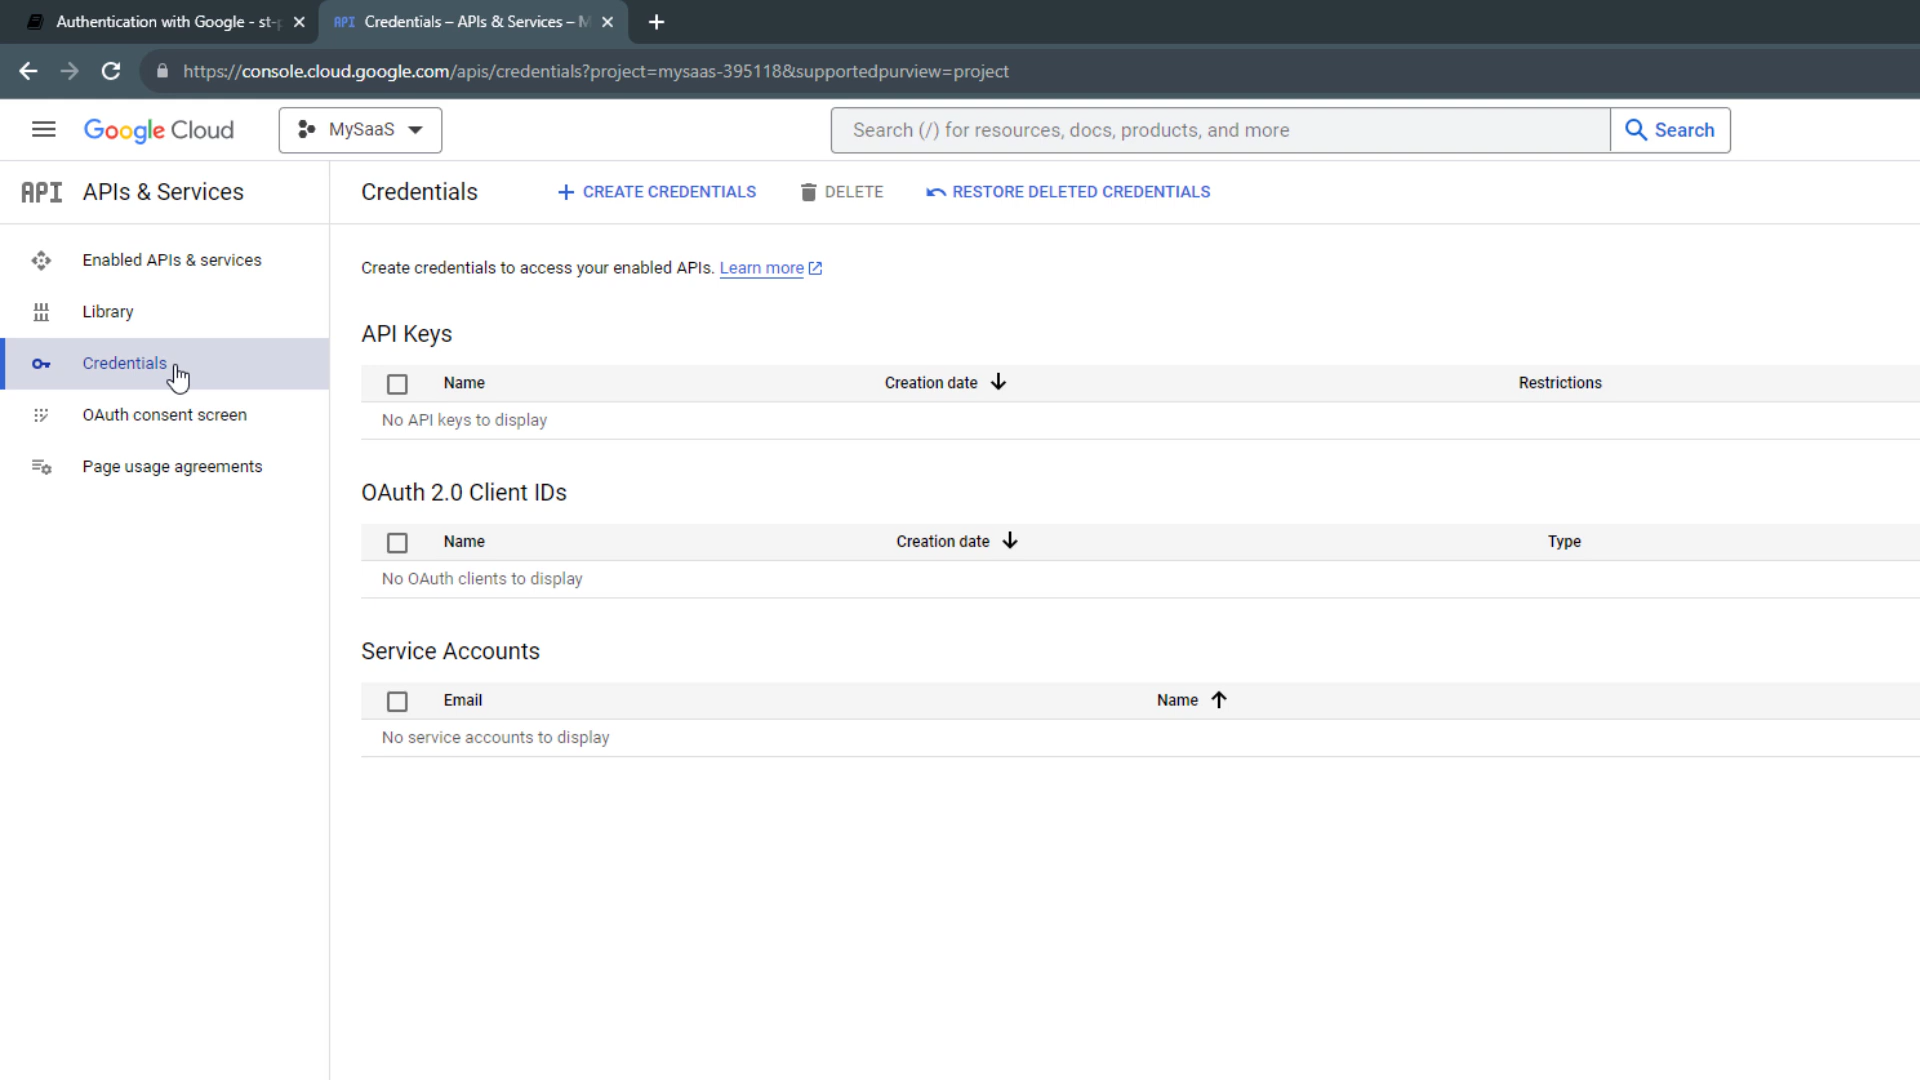 Authentication with Google - st-
API Credentials – APIs & Services – M
https://console.cloud.google.com/apis/credentials?project=mysaas-395118&supportedpurview=project
Google Cloud
MySaaS
Search (/) for resources, docs, products, and more
Search
API APIs & Services
Credentials
CREATE CREDENTIALS
DELETE
RESTORE DELETED CREDENTIALS
Enabled APIs & services
Library
Credentials
OAuth consent screen
Page usage agreements
Create credentials to access your enabled APIs. Learn more
API Keys
Name Creation date Restrictions
No API keys to display
OAuth 2.0 Client IDs
Name Creation date Type
No OAuth clients to display
Service Accounts
Email Name
No service accounts to display